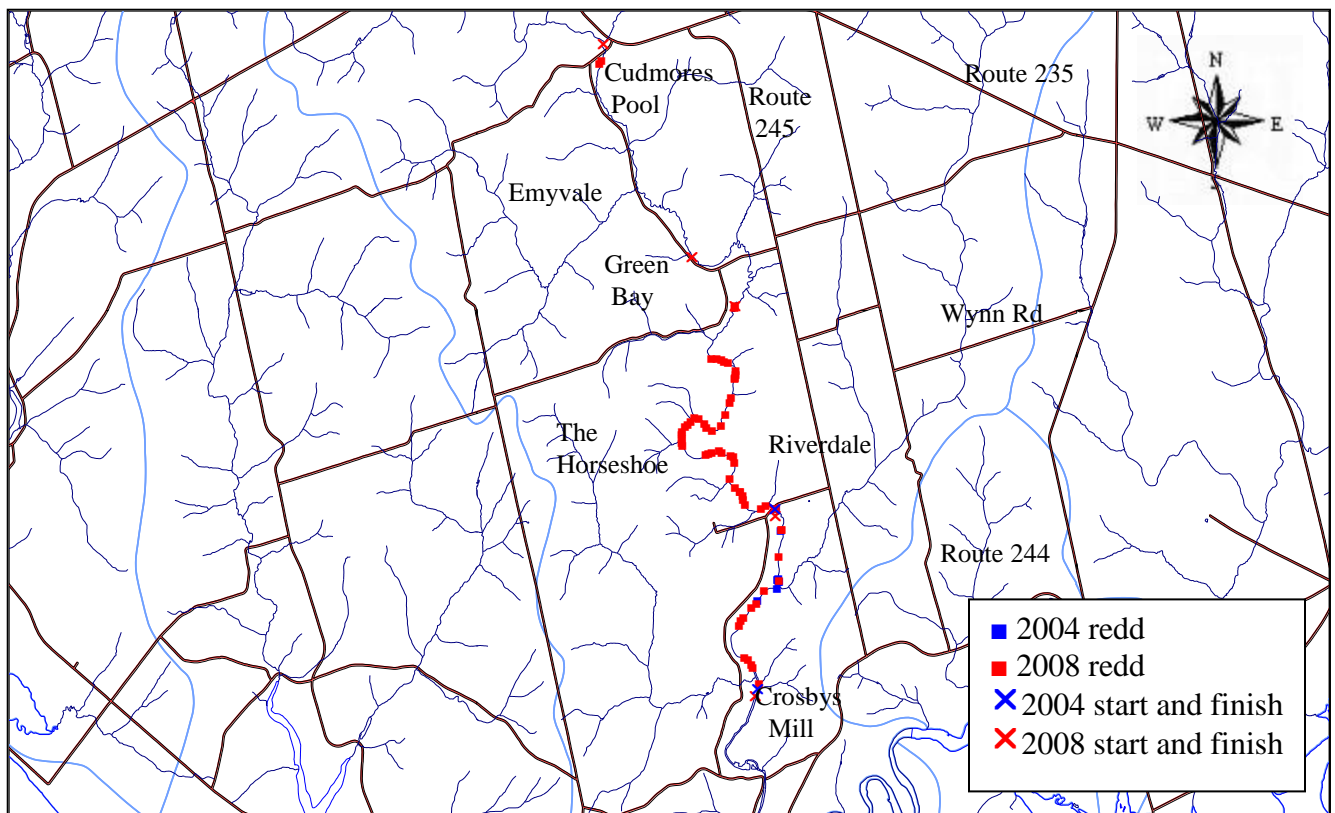 Cudmores
Pool
Route
245
Route 235
N
W
E
Emyvale
Green
Bay
Wynn Rd
The
Horseshoe
Riverdale
Route 244
Crosbys
Mill
2004 redd
2008 redd
2004 start and finish
2008 start and finish